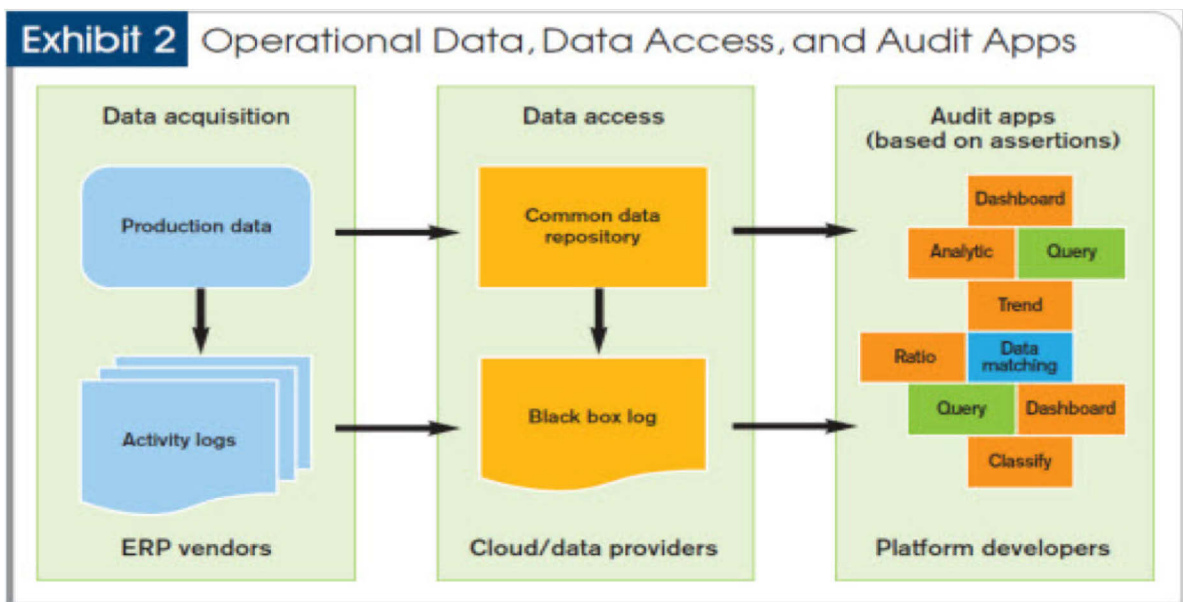 Exhibit 2 Operational Data, Data Access, and Audit Apps
Data acquisition
Production data
Activity logs
ERP vendors
Data access
Common data
repository
Black box log
Cloud/data providers
Audit apps
(based on assertions)
Dashboard
Analytic Query
Trend
Ratio Data
matching
Query Dashboard
Classify
Platform developers